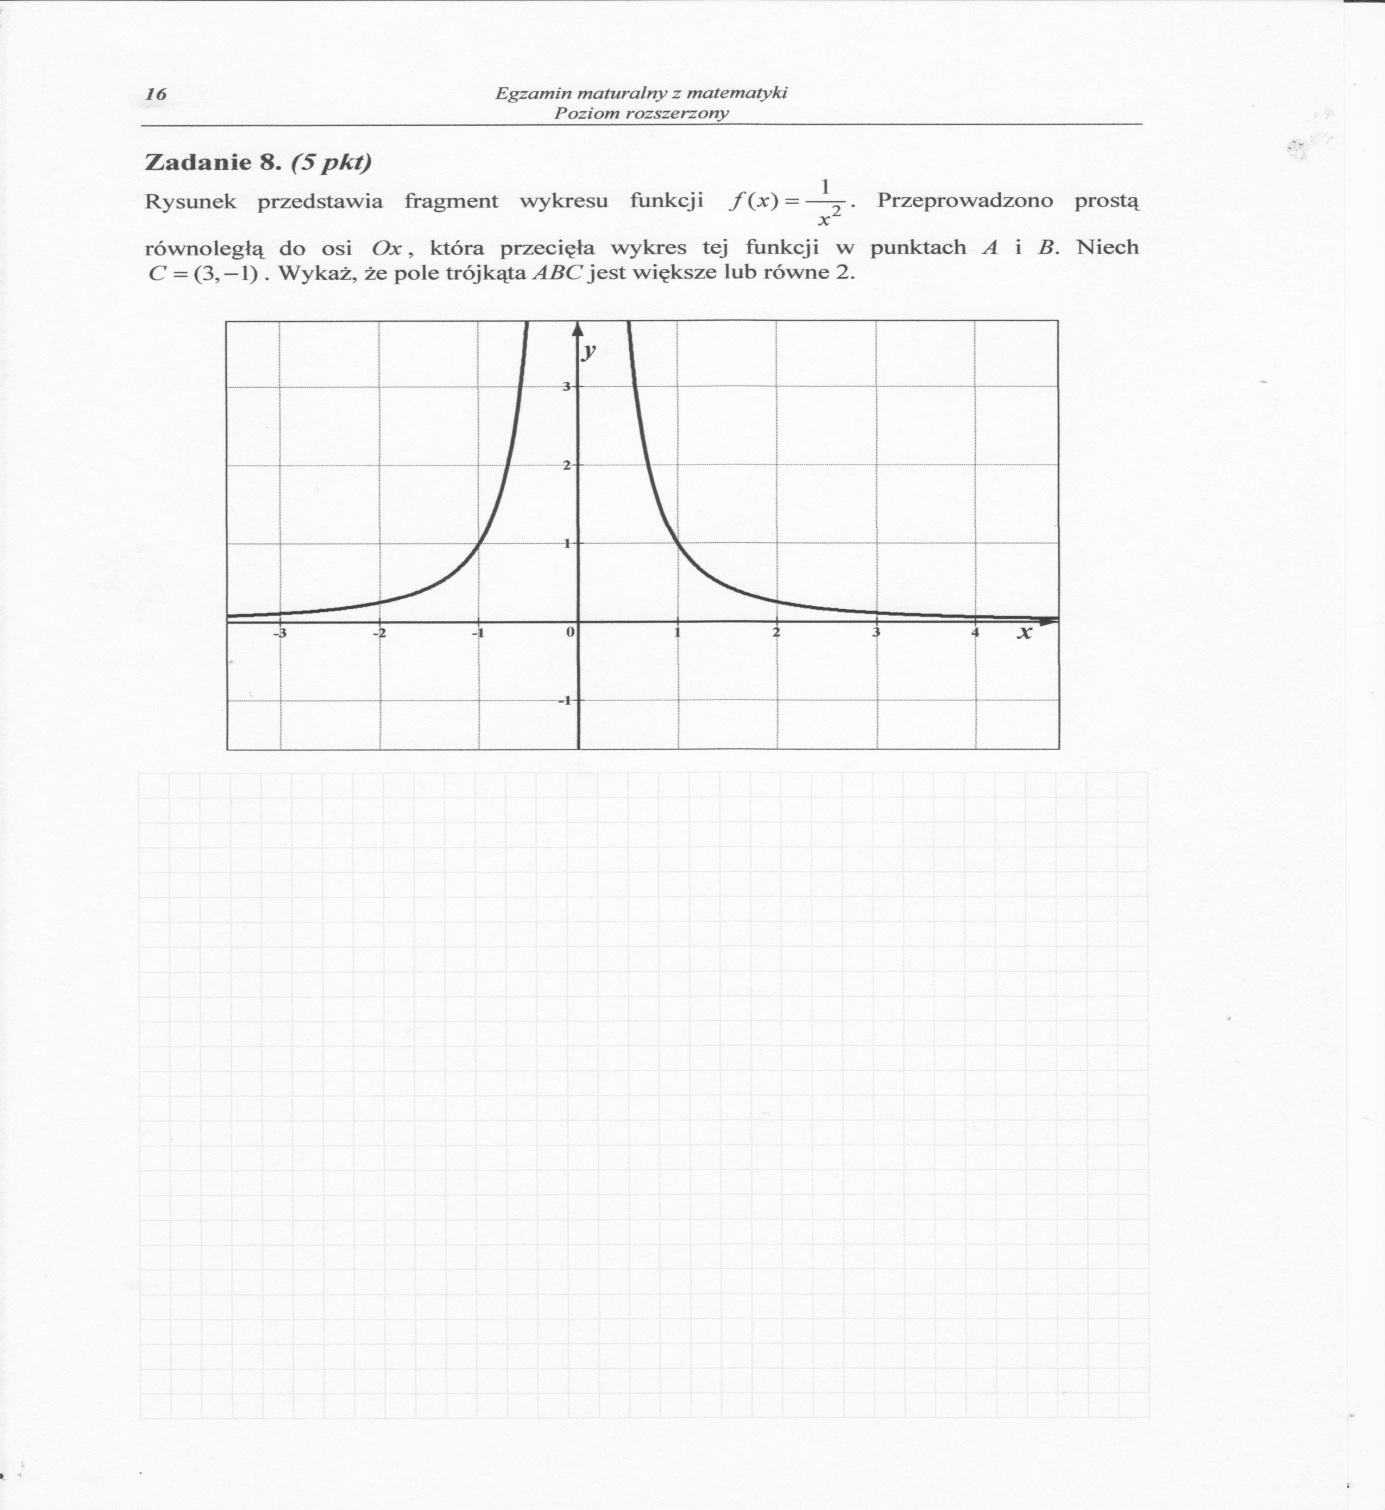 16
Egzamin maturalny z matematyki
Poziom rozszerzony
Zadanie 8. (5 pkt)
Rysunek przedstawia fragment wykresu funkcji f(x) = 1/x². Przeprowadzono prostą
równoległą do osi Ox, która przecięła wykres tej funkcji w punktach A i B. Niech
C = (3,−1). Wykaż, że pole trójkąta ABC jest większe lub równe 2.
y
3
2
1
-3 -2 -1 0 1 2 3 4 x
-1